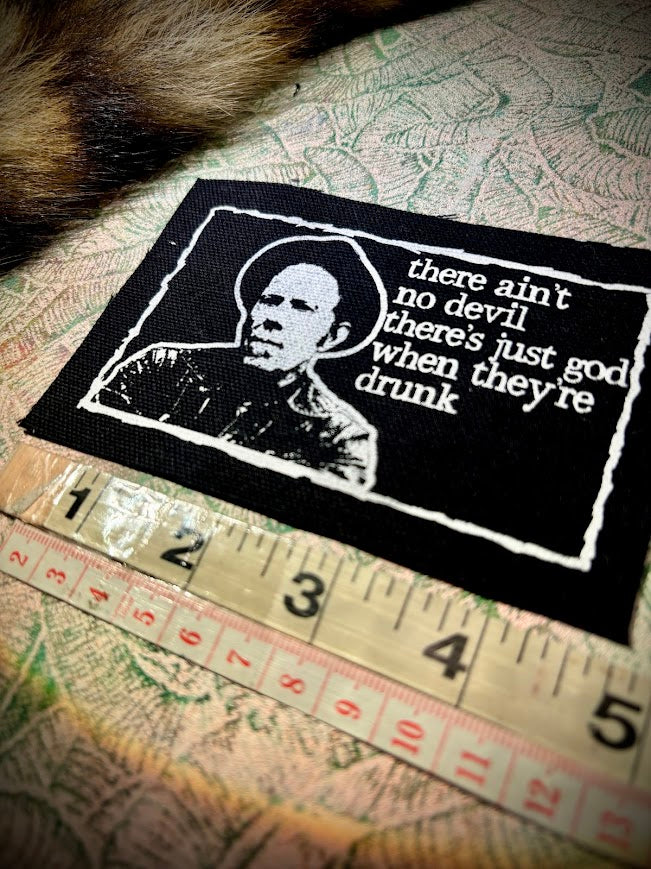 there ain't
no devil
there's just god
when they're
drunk
1 2 3 4 5
2 3 4 5 6 7 8 9 10 11 12 13